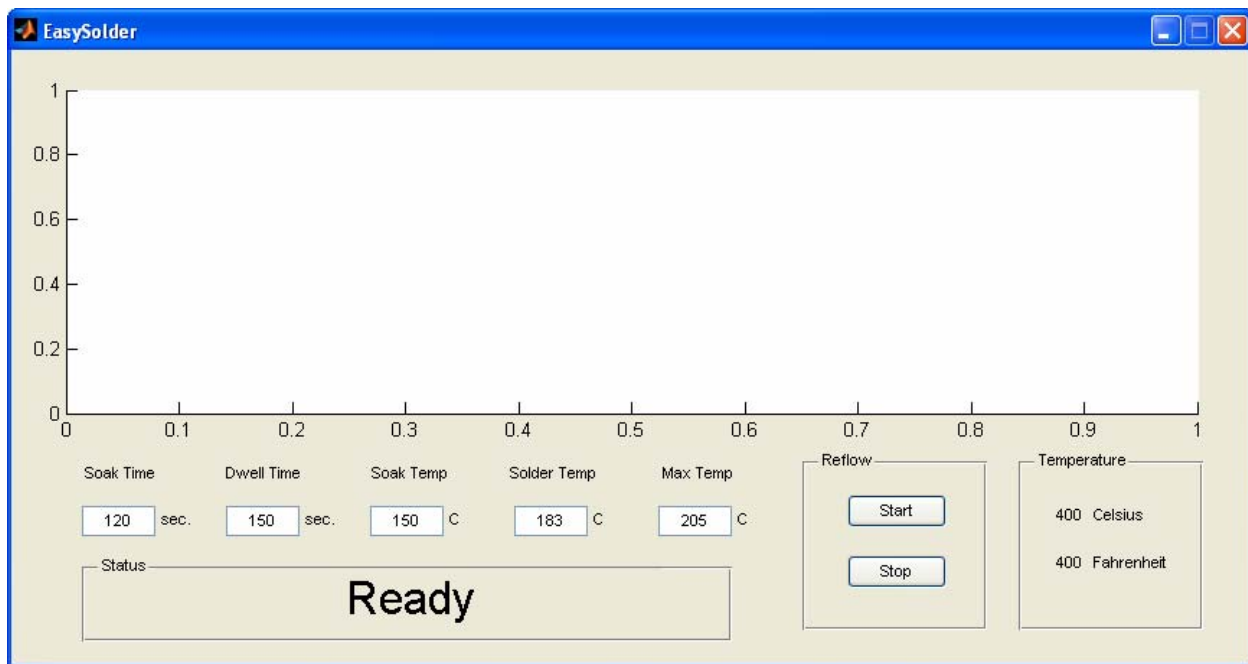 EasySolder
1
0.8
0.6
0.4
0.2
0
0 0.1 0.2 0.3 0.4 0.5 0.6 0.7 0.8 0.9 1
Soak Time Dwell Time Soak Temp Solder Temp Max Temp
120 sec. 150 sec. 150 C 183 C 205 C
Status
Ready
Reflow
Start
Stop
Temperature
400 Celsius
400 Fahrenheit